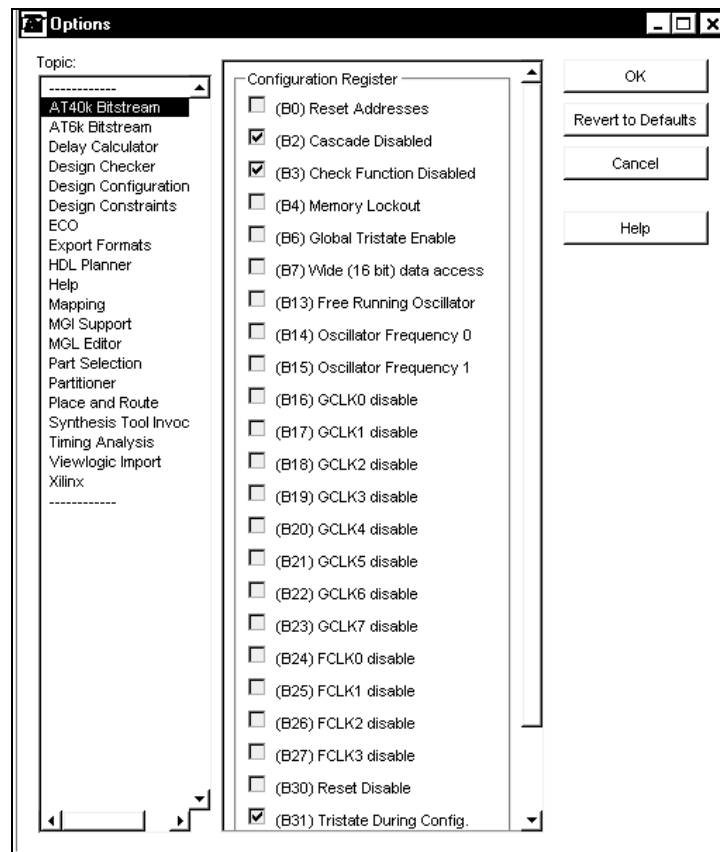 Options
Topic:
------------
AT40k Bitstream
AT6k Bitstream
Delay Calculator
Design Checker
Design Configuration
Design Constraints
ECO
Export Formats
HDL Planner
Help
Mapping
MGI Support
MGL Editor
Part Selection
Partitioner
Place and Route
Synthesis Tool Invoc
Timing Analysis
Viewlogic Import
Xilinx
------------
Configuration Register
(B0) Reset Addresses
(B2) Cascade Disabled
(B3) Check Function Disabled
(B4) Memory Lockout
(B6) Global Tristate Enable
(B7) Wide (16 bit) data access
(B13) Free Running Oscillator
(B14) Oscillator Frequency 0
(B15) Oscillator Frequency 1
(B16) GCLK0 disable
(B17) GCLK1 disable
(B18) GCLK2 disable
(B19) GCLK3 disable
(B20) GCLK4 disable
(B21) GCLK5 disable
(B22) GCLK6 disable
(B23) GCLK7 disable
(B24) FCLK0 disable
(B25) FCLK1 disable
(B26) FCLK2 disable
(B27) FCLK3 disable
(B30) Reset Disable
(B31) Tristate During Config.
OK
Revert to Defaults
Cancel
Help